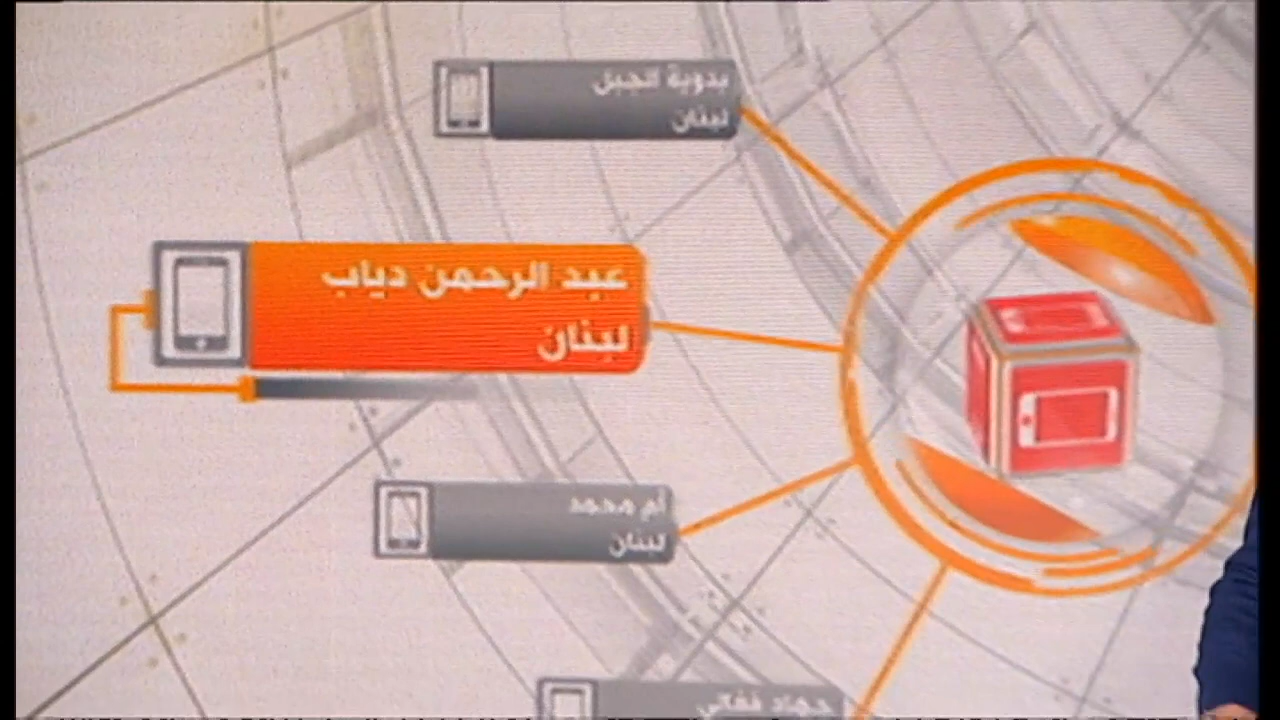 بدوية الجبل
لبنان
عبد الرحمن دياب
لبنان
أم محمد
لبنان
جهاد